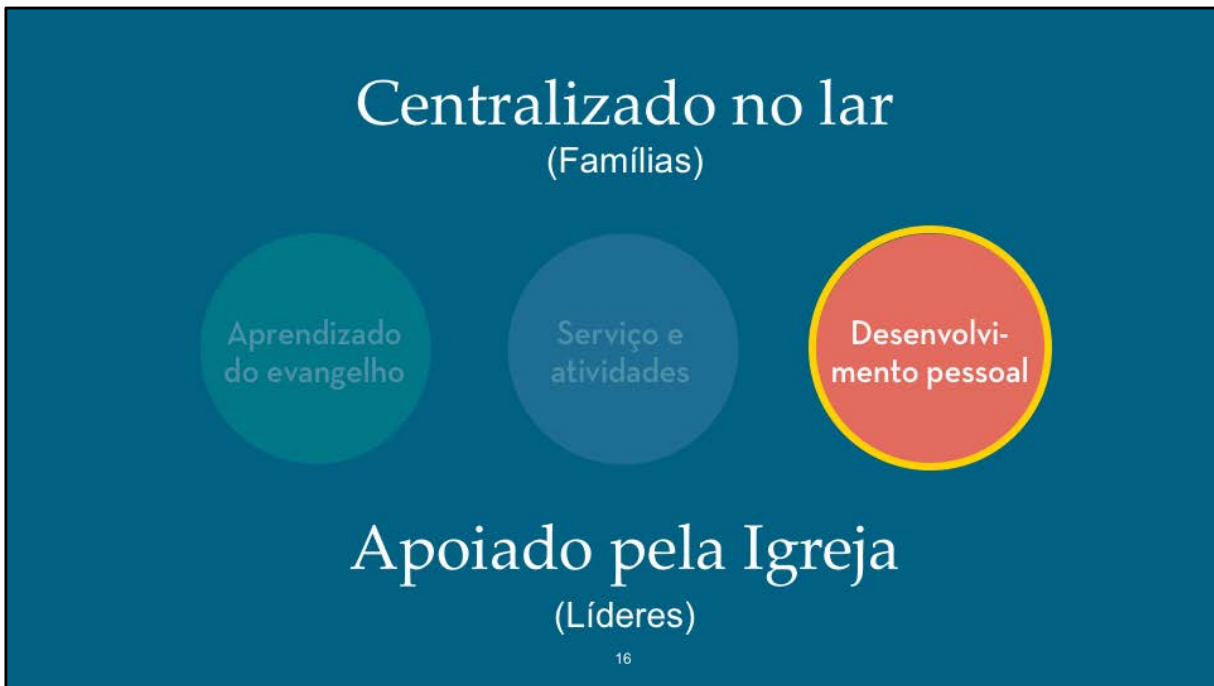 Centralizado no lar
(Famílias)
Aprendizado
do evangelho
Serviço e
atividades
Desenvolvi-
mento pessoal
Apoiado pela Igreja
(Líderes)
16